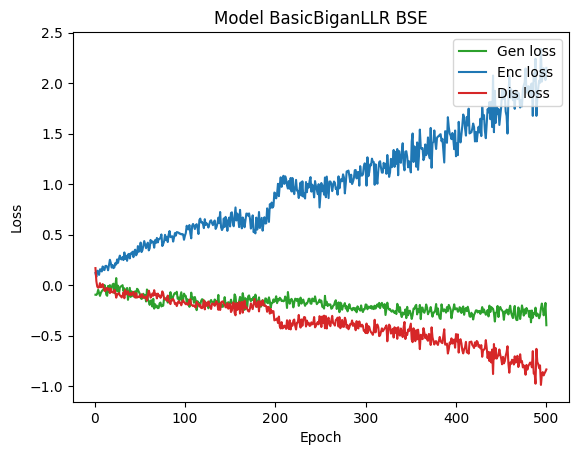 Model BasicBiganLLR BSE
Gen loss
Enc loss
Dis loss
2.5
2.0
1.5
1.0
0.5
0.0
−0.5
−1.0
Loss
0 100 200 300 400 500
Epoch